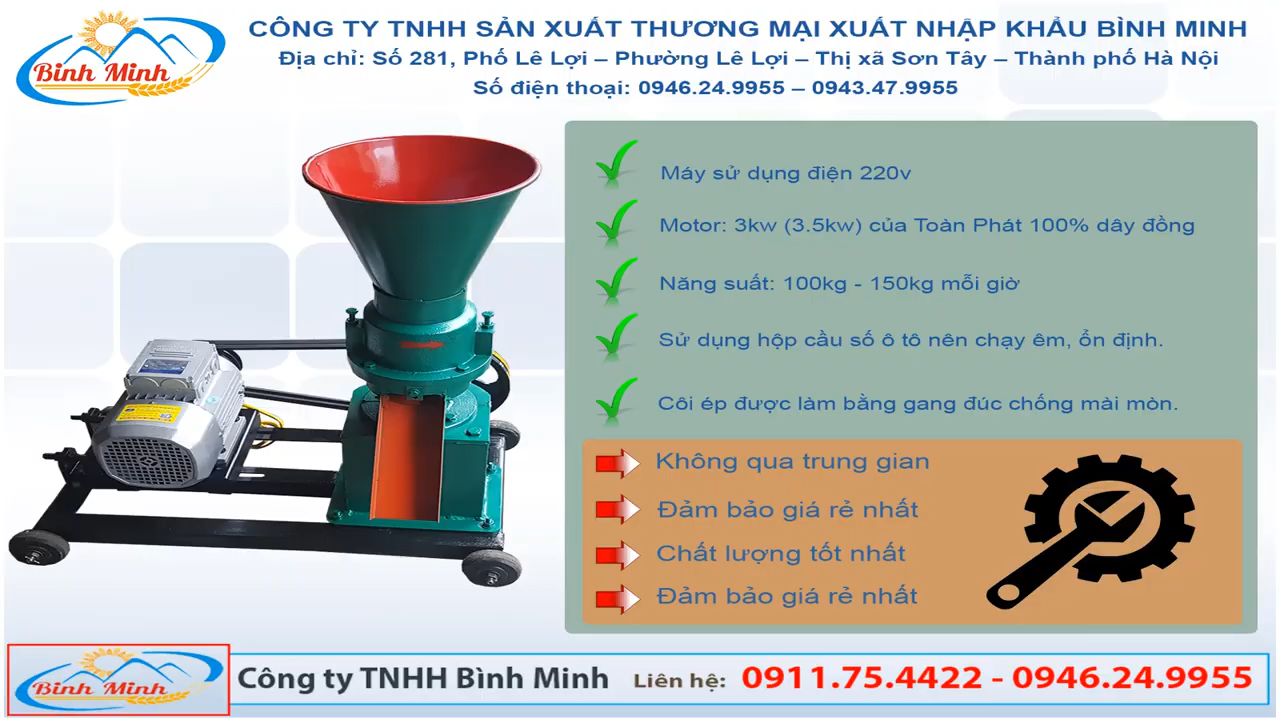 Bình Minh
CÔNG TY TNHH SẢN XUẤT THƯƠNG MẠI XUẤT NHẬP KHẨU BÌNH MINH
Địa chỉ: Số 281, Phố Lê Lợi – Phường Lê Lợi – Thị xã Sơn Tây – Thành phố Hà Nội
Số điện thoại: 0946.24.9955 – 0943.47.9955
Máy sử dụng điện 220v
Motor: 3kw (3.5kw) của Toàn Phát 100% dây đồng
Năng suất: 100kg - 150kg mỗi giờ
Sử dụng hộp cầu số ô tô nên chạy êm, ổn định.
Côi ép được làm bằng gang đúc chống mài mòn.
Không qua trung gian
Đảm bảo giá rẻ nhất
Chất lượng tốt nhất
Đảm bảo giá rẻ nhất
Bình Minh
Công ty TNHH Bình Minh Liên hệ: 0911.75.4422 - 0946.24.9955